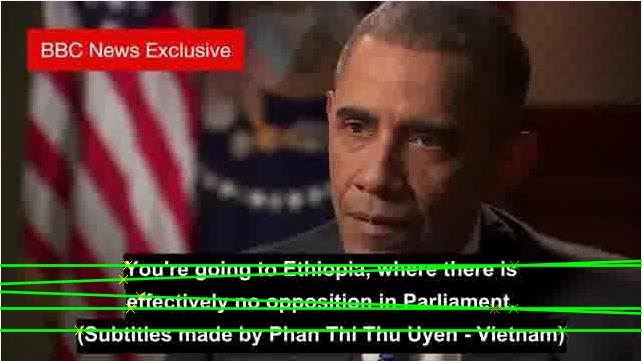 BBC News Exclusive
You're going to Ethiopia, where there is
effectively no opposition in Parliament.
(Subtitles made by Phan Thi Thu Uyen - Vietnam)